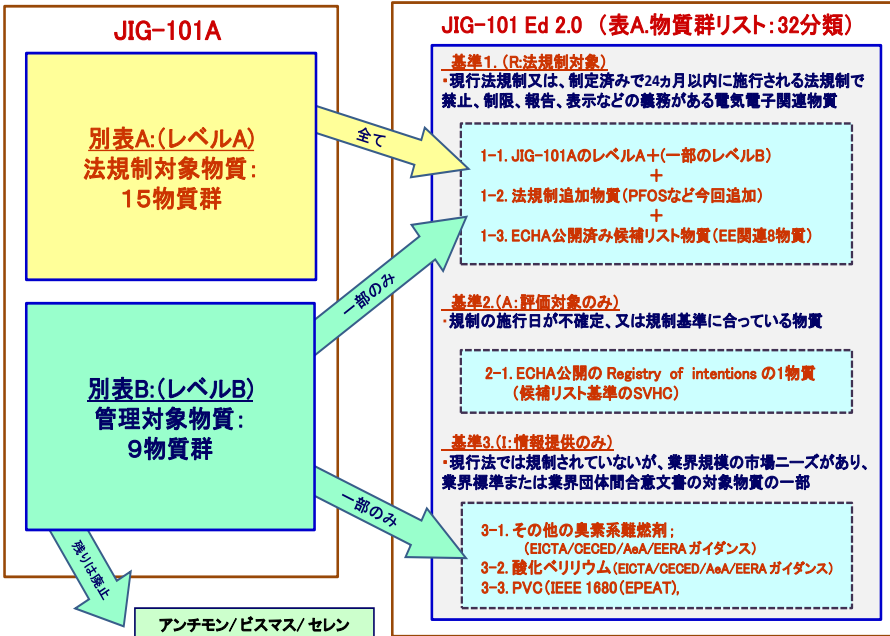 JIG-101A
別表A:(レベルA)
法規制対象物質:
15物質群
別表B:(レベルB)
管理対象物質:
9物質群
全て
一部のみ
一部のみ
残りは廃止
アンチモン/ビスマス/セレン
JIG-101 Ed 2.0 (表A.物質群リスト:32分類)
基準1. (R:法規制対象)
・現行法規制又は、制定済みで24ヵ月以内に施行される法規制で
禁止、制限、報告、表示などの義務がある電気電子関連物質
1-1. JIG-101AのレベルA+(一部のレベルB)
+
1-2. 法規制追加物質(PFOSなど今回追加)
+
1-3. ECHA公開済み候補リスト物質(EE関連8物質)
基準2.(A:評価対象のみ)
・規制の施行日が不確定、又は規制基準に合っている物質
2-1. ECHA公開の Registry of intentions の1物質
(候補リスト基準のSVHC)
基準3.(I:情報提供のみ)
・現行法では規制されていないが、業界規模の市場ニーズがあり、
業界標準または業界団体間合意文書の対象物質の一部
3-1. その他の臭素系難燃剤;
(EICTA/CECED/AeA/EERAガイダンス)
3-2. 酸化ベリリウム(EICTA/CECED/AeA/EERAガイダンス)
3-3. PVC(IEEE 1680(EPEAT),